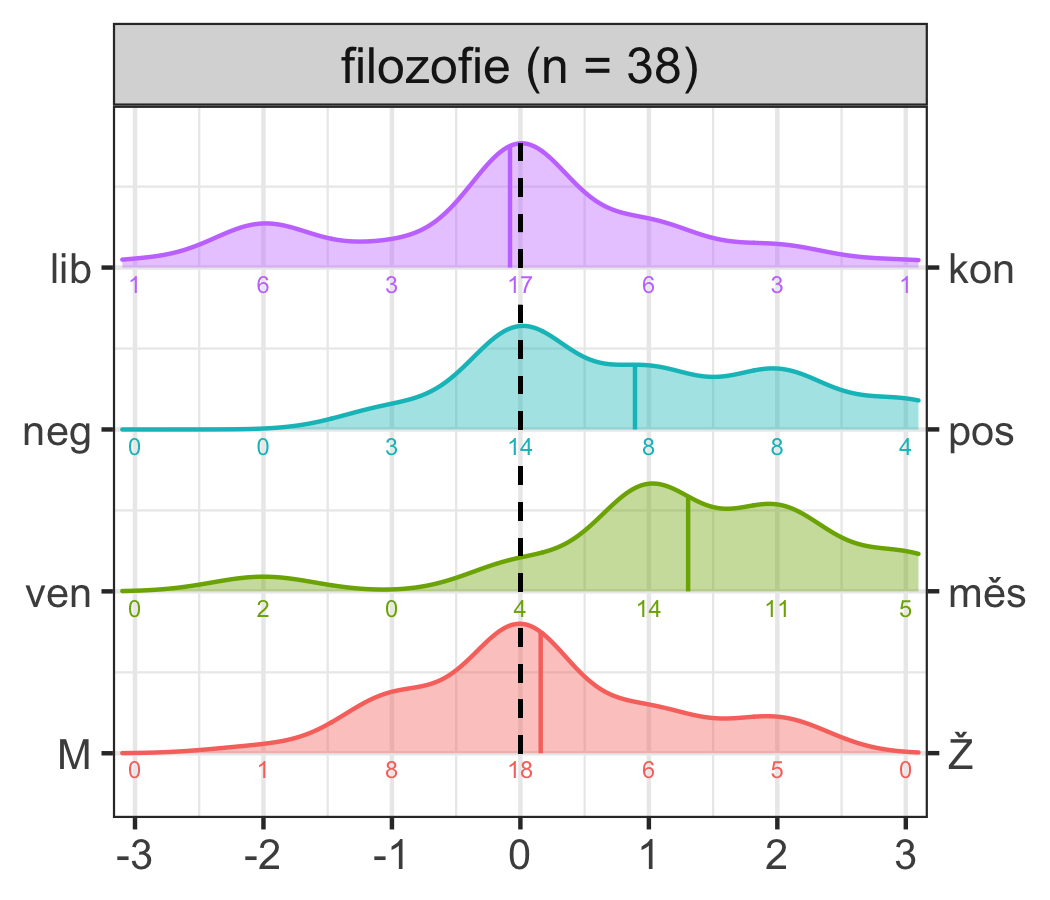 filozofie (n = 38)
lib kon
1 6 3 17 6 3 1
neg pos
0 0 3 14 8 8 4
ven měs
0 2 0 4 14 11 5
M Ž
0 1 8 18 6 5 0
-3 -2 -1 0 1 2 3